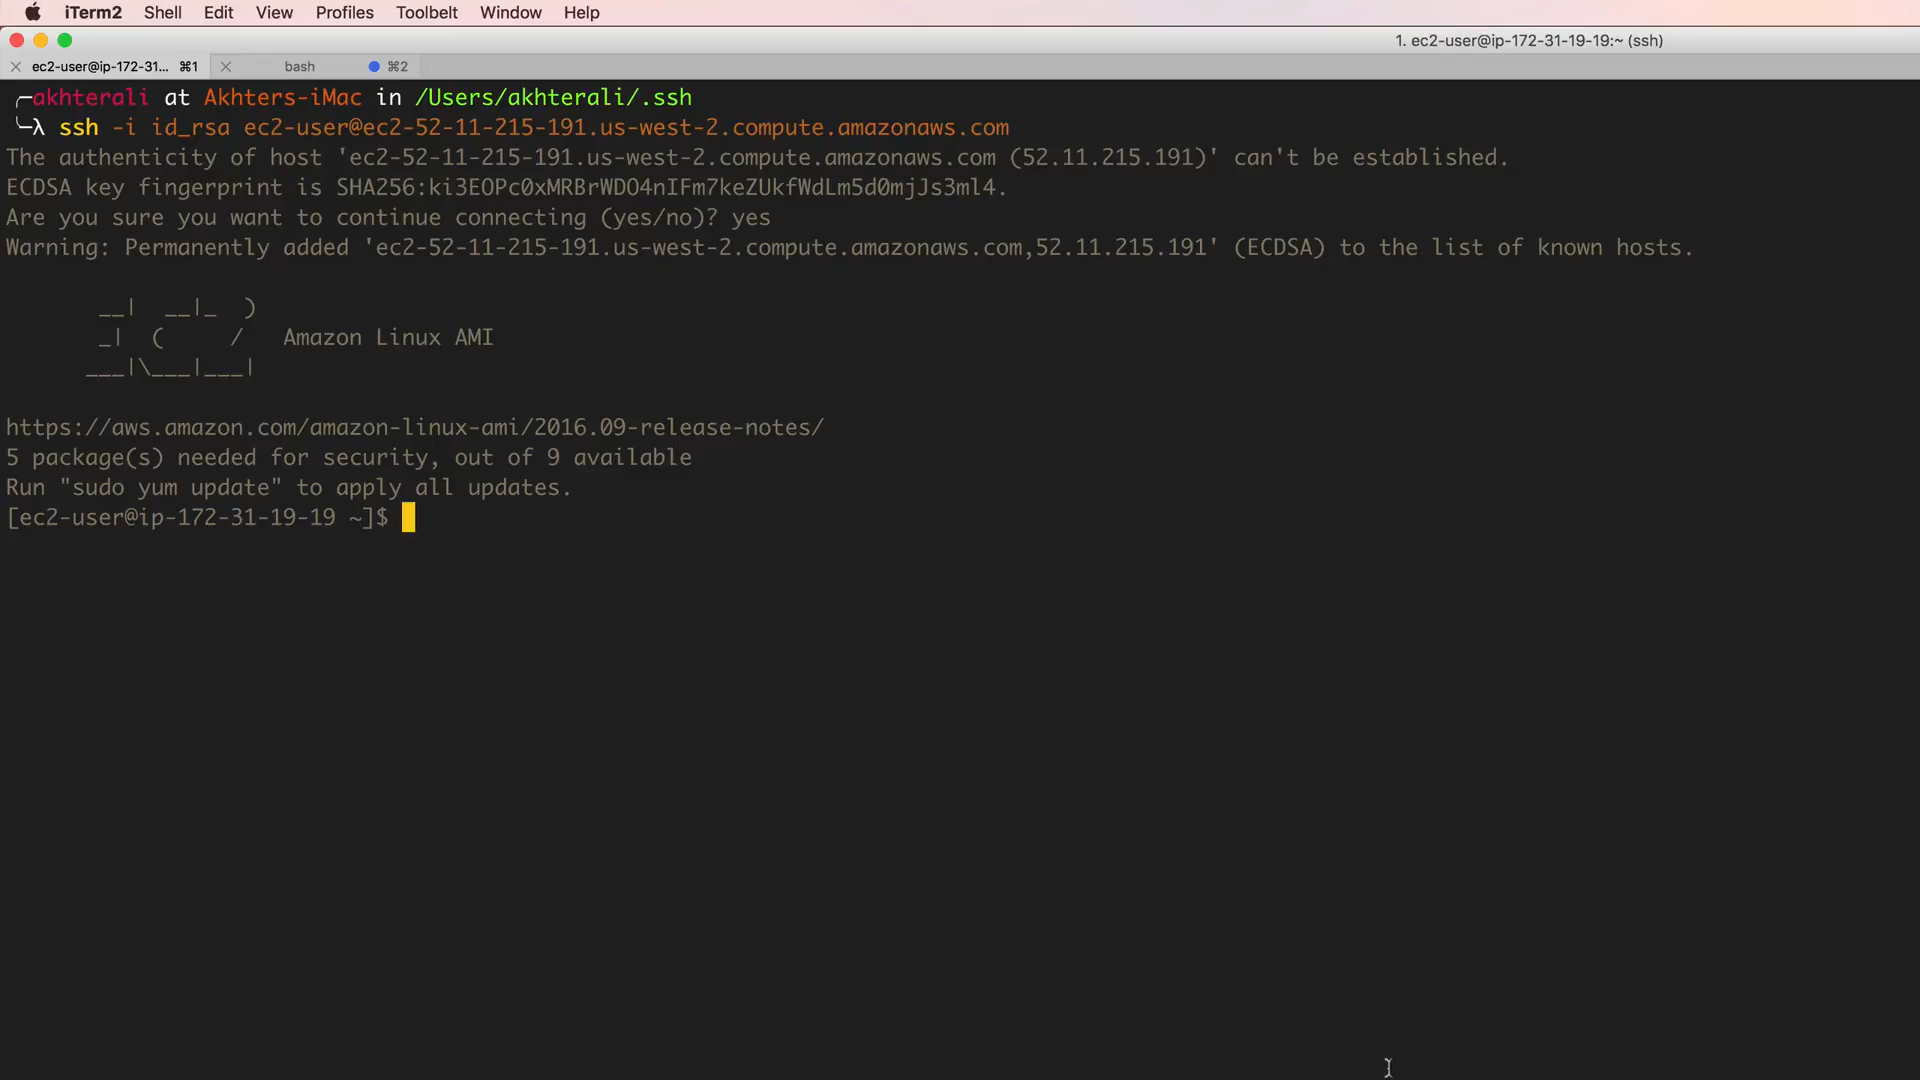 iTerm2 Shell Edit View Profiles Toolbelt Window Help
1. ec2-user@ip-172-31-19-19:~ (ssh)
ec2-user@ip-172-31... ⌘1 bash ⌘2
akhterali at Akhters-iMac in /Users/akhterali/.ssh
λ ssh -i id_rsa ec2-user@ec2-52-11-215-191.us-west-2.compute.amazonaws.com
The authenticity of host 'ec2-52-11-215-191.us-west-2.compute.amazonaws.com (52.11.215.191)' can't be established.
ECDSA key fingerprint is SHA256:ki3EOPc0xMRBrWDO4nIFm7keZUkfWdLm5d0mjJs3ml4.
Are you sure you want to continue connecting (yes/no)? yes
Warning: Permanently added 'ec2-52-11-215-191.us-west-2.compute.amazonaws.com,52.11.215.191' (ECDSA) to the list of known hosts.
__|  __|_  )
_|  (     /   Amazon Linux AMI
___|\___|___|
https://aws.amazon.com/amazon-linux-ami/2016.09-release-notes/
5 package(s) needed for security, out of 9 available
Run "sudo yum update" to apply all updates.
[ec2-user@ip-172-31-19-19 ~]$